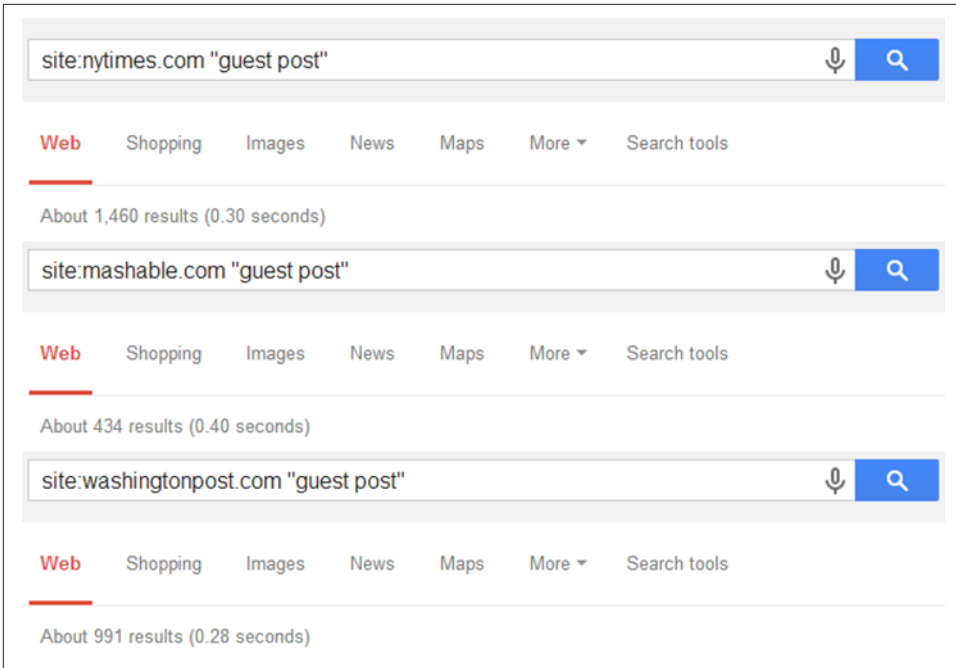 site:nytimes.com "guest post"
Web Shopping Images News Maps More Search tools
About 1,460 results (0.30 seconds)
site:mashable.com "guest post"
Web Shopping Images News Maps More Search tools
About 434 results (0.40 seconds)
site:washingtonpost.com "guest post"
Web Shopping Images News Maps More Search tools
About 991 results (0.28 seconds)